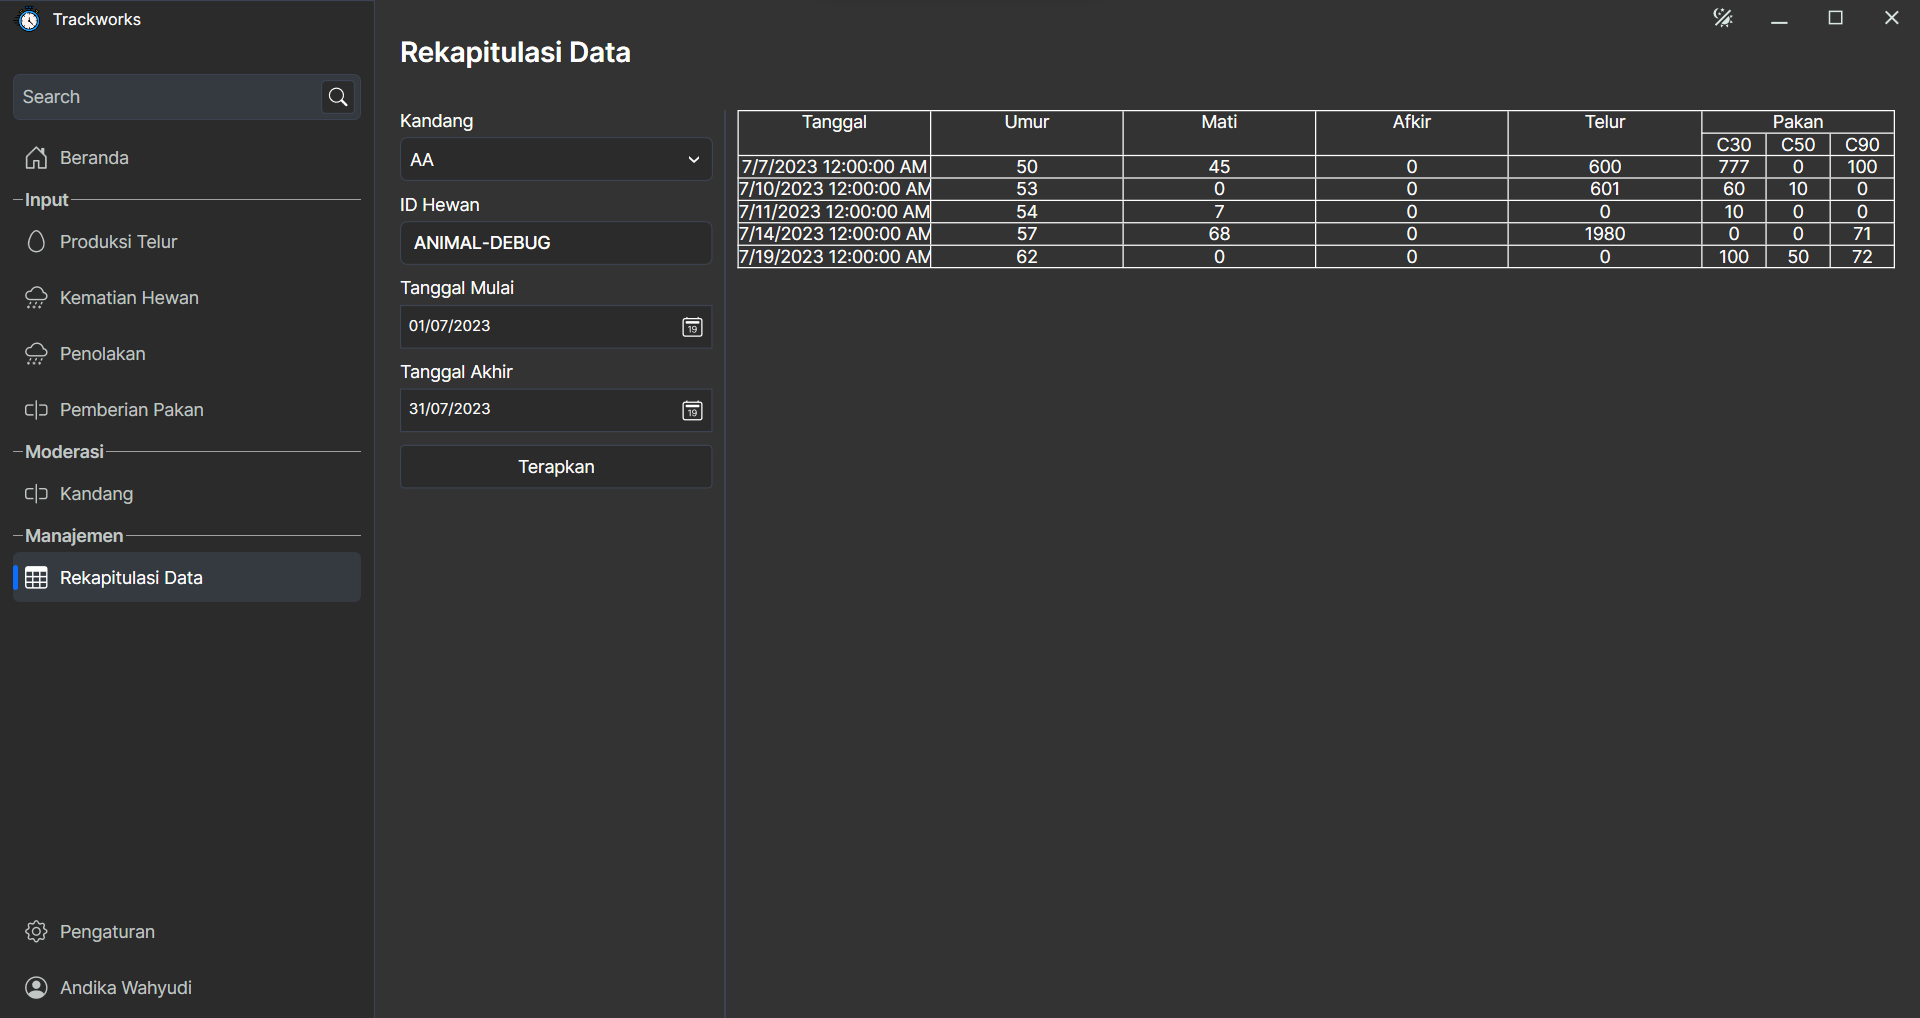 Trackworks
Search
Beranda
Input
Produksi Telur
Kematian Hewan
Penolakan
Pemberian Pakan
Moderasi
Kandang
Manajemen
Rekapitulasi Data
Pengaturan
Andika Wahyudi
Rekapitulasi Data
Kandang
AA
ID Hewan
ANIMAL-DEBUG
Tanggal Mulai
01/07/2023
19
Tanggal Akhir
31/07/2023
19
Terapkan
Tanggal Umur Mati Afkir Telur Pakan
C30 C50 C90
7/7/2023 12:00:00 AM 50 45 0 600 777 0 100
7/10/2023 12:00:00 AM 53 0 0 601 60 10 0
7/11/2023 12:00:00 AM 54 7 0 0 10 0 0
7/14/2023 12:00:00 AM 57 68 0 1980 0 0 71
7/19/2023 12:00:00 AM 62 0 0 0 100 50 72